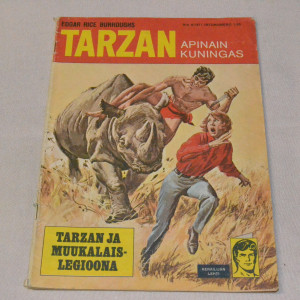 EDGAR RICE BURROUGHS
TARZAN
APINAIN
KUNINGAS
TARZAN JA
MUUKALAIS-
LEGIOONA